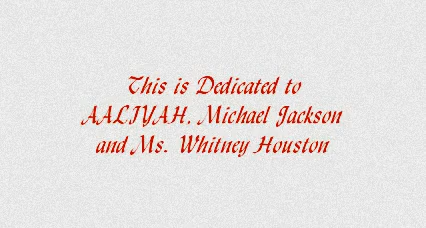 This is Dedicated to
AALIYAH, Michael Jackson
and Ms. Whitney Houston